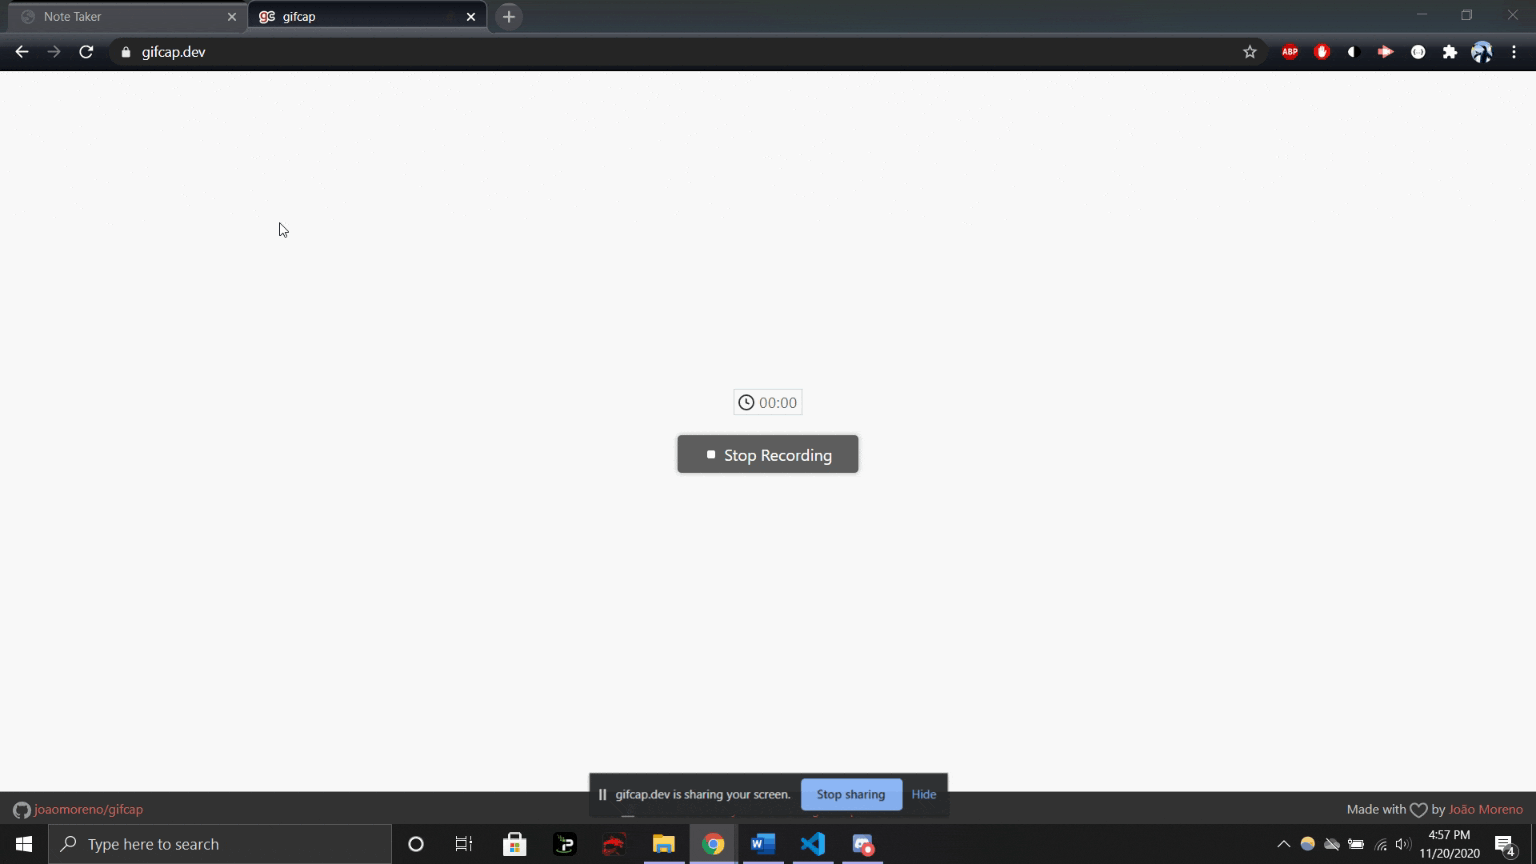 Note Taker
gc gifcap
gifcap.dev
ABP
00:00
Stop Recording
gifcap.dev is sharing your screen.
Stop sharing
Hide
joaomoreno/gifcap
Made with by João Moreno
Type here to search
4:57 PM
11/20/2020
4